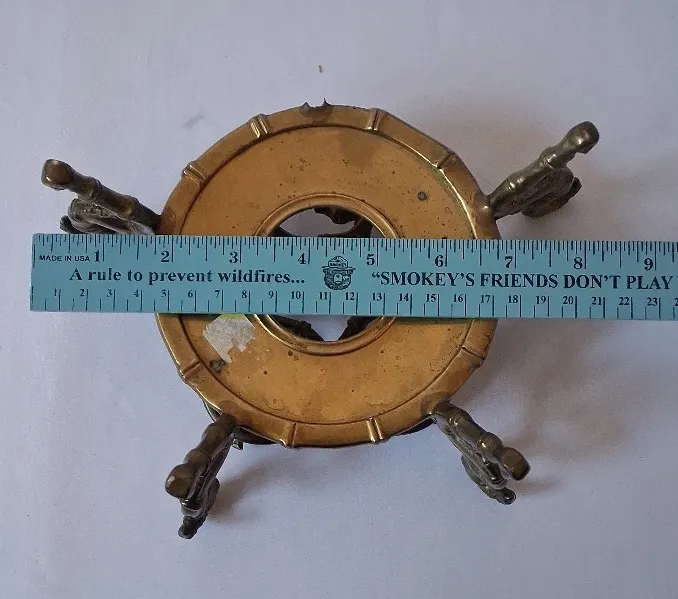 1 2 3 4 5 6 7 8 9
MADE IN USA
A rule to prevent wildfires... "SMOKEY'S FRIENDS DON'T PLAY
1 2 3 4 5 6 7 8 9 10 11 12 13 14 15 16 17 18 19 20 21 22 23